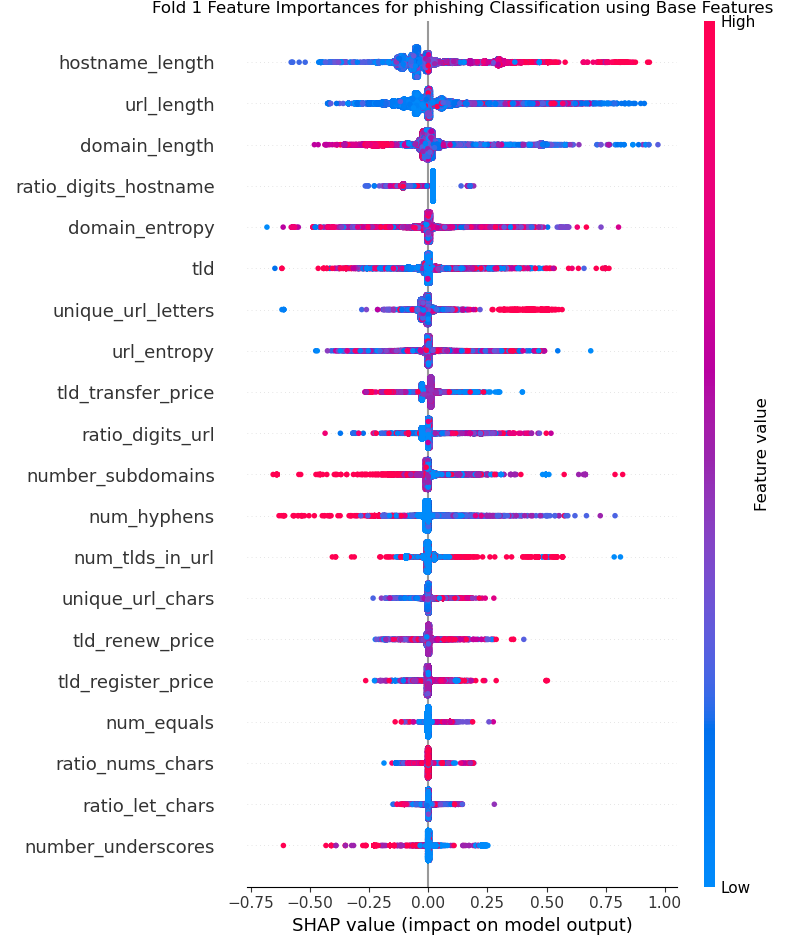 Fold 1 Feature Importances for phishing Classification using Base Features
High
hostname_length
url_length
domain_length
ratio_digits_hostname
domain_entropy
tld
unique_url_letters
url_entropy
tld_transfer_price
ratio_digits_url
number_subdomains
num_hyphens
num_tlds_in_url
unique_url_chars
tld_renew_price
tld_register_price
num_equals
ratio_nums_chars
ratio_let_chars
number_underscores
Feature value
Low
−0.75 −0.50 −0.25 0.00 0.25 0.50 0.75 1.00
SHAP value (impact on model output)